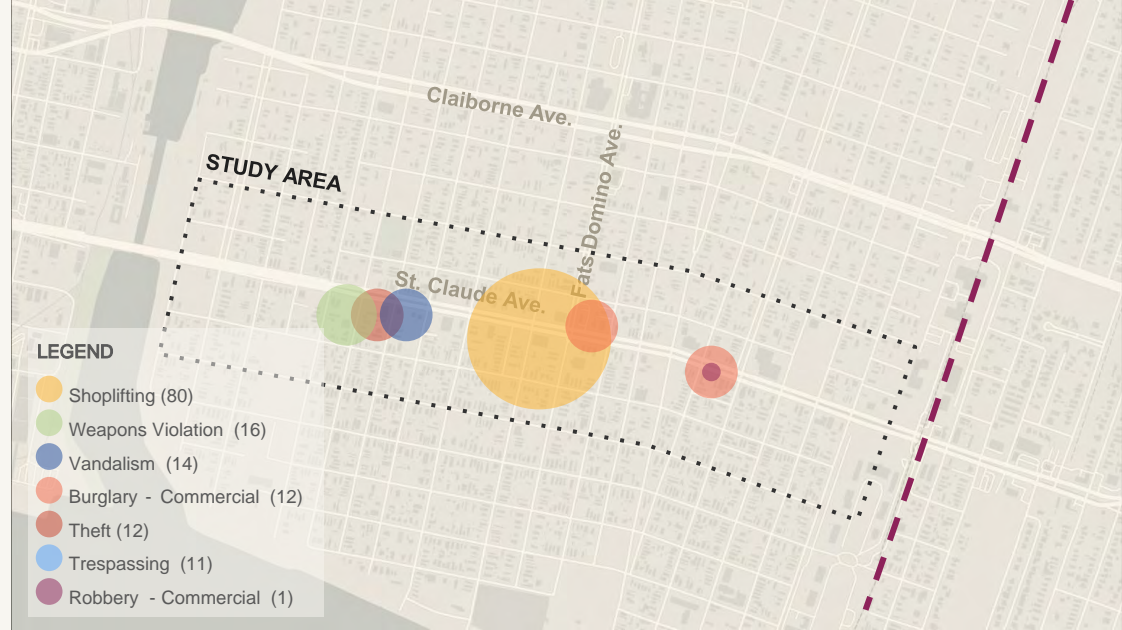 Claiborne Ave.
Fats Domino Ave.
STUDY AREA
St. Claude Ave.
LEGEND
Shoplifting (80)
Weapons Violation (16)
Vandalism (14)
Burglary - Commercial (12)
Theft (12)
Trespassing (11)
Robbery - Commercial (1)